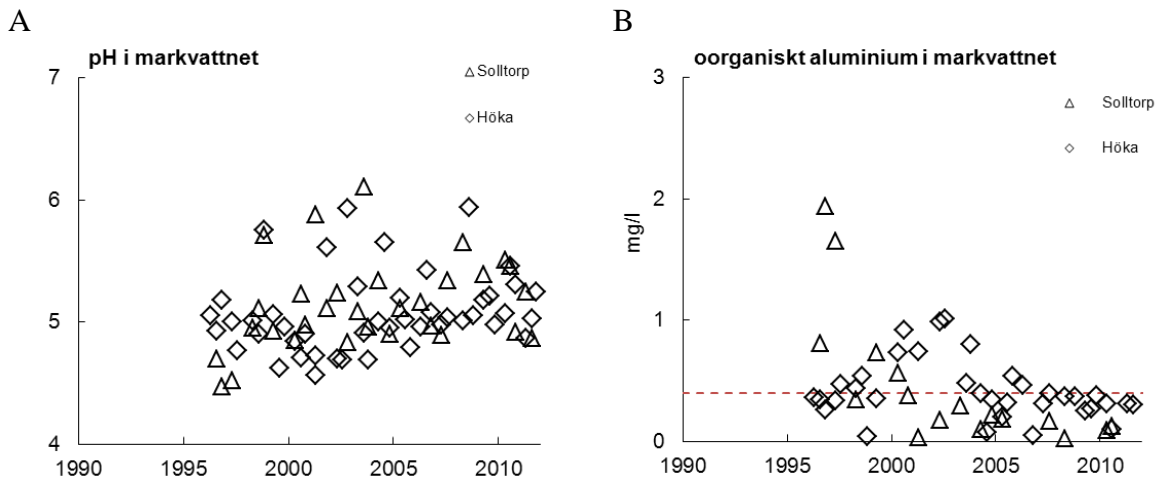 A
pH i markvattnet
7
6
5
4
1990 1995 2000 2005 2010
Solltorp
Höka
B
oorganiskt aluminium i markvattnet
mg/l
3
2
1
0
1990 1995 2000 2005 2010
Solltorp
Höka